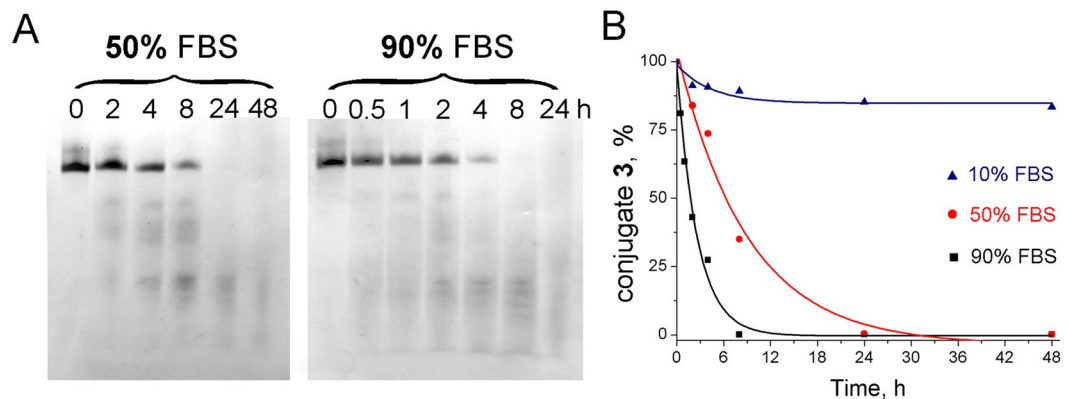 A
50% FBS
0 2 4 8 24 48
90% FBS
0 0.5 1 2 4 8 24 h
B
conjugate 3, %
100
75
50
25
0
10% FBS
50% FBS
90% FBS
0 6 12 18 24 30 36 42 48
Time, h